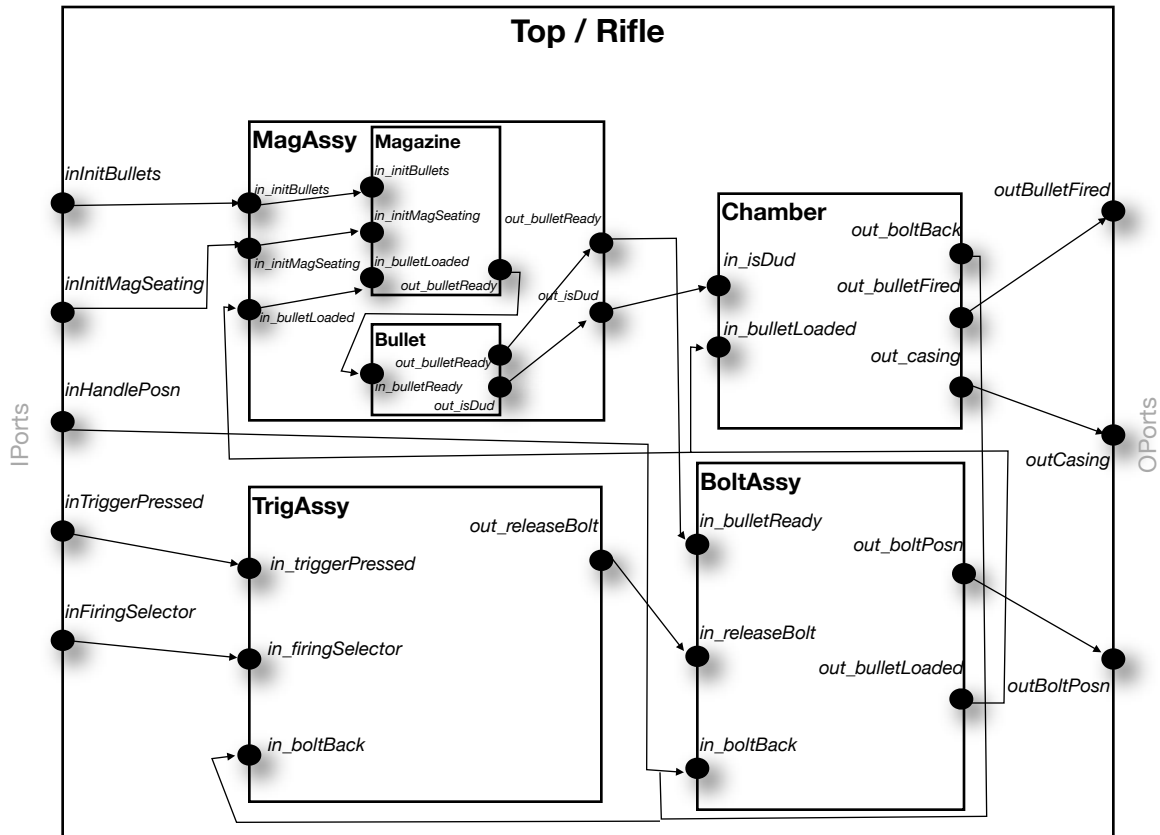 Top / Rifle
IPorts
inInitBullets
inInitMagSeating
inHandlePosn
inTriggerPressed
inFiringSelector
MagAssy
in_initBullets
in_initMagSeating
in_bulletLoaded
Magazine
in_initBullets
in_initMagSeating
in_bulletLoaded
out_bulletReady
Bullet
out_bulletReady
in_bulletReady
out_isDud
out_bulletReady
out_isDud
Chamber
out_boltBack
in_isDud
out_bulletFired
in_bulletLoaded
out_casing
TrigAssy
out_releaseBolt
in_triggerPressed
in_firingSelector
in_boltBack
BoltAssy
in_bulletReady
out_boltPosn
in_releaseBolt
out_bulletLoaded
in_boltBack
outBulletFired
outCasing
outBoltPosn
OPorts